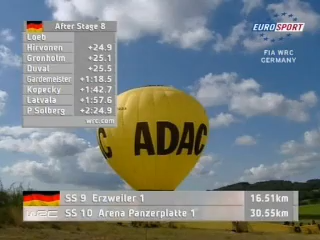 After Stage 8
Loeb
Hirvonen +24.9
Gronholm +25.1
Duval +25.5
Gardemeister +1:18.5
Kopecky +1:42.7
Latvala +1:57.6
P Solberg +2:24.9
wrc.com
EUROSPORT
FIA WRC
GERMANY
C ADAC
SS 9 Erzweiler 1 16.51km
WRC SS 10 Arena Panzerplatte 1 30.55km